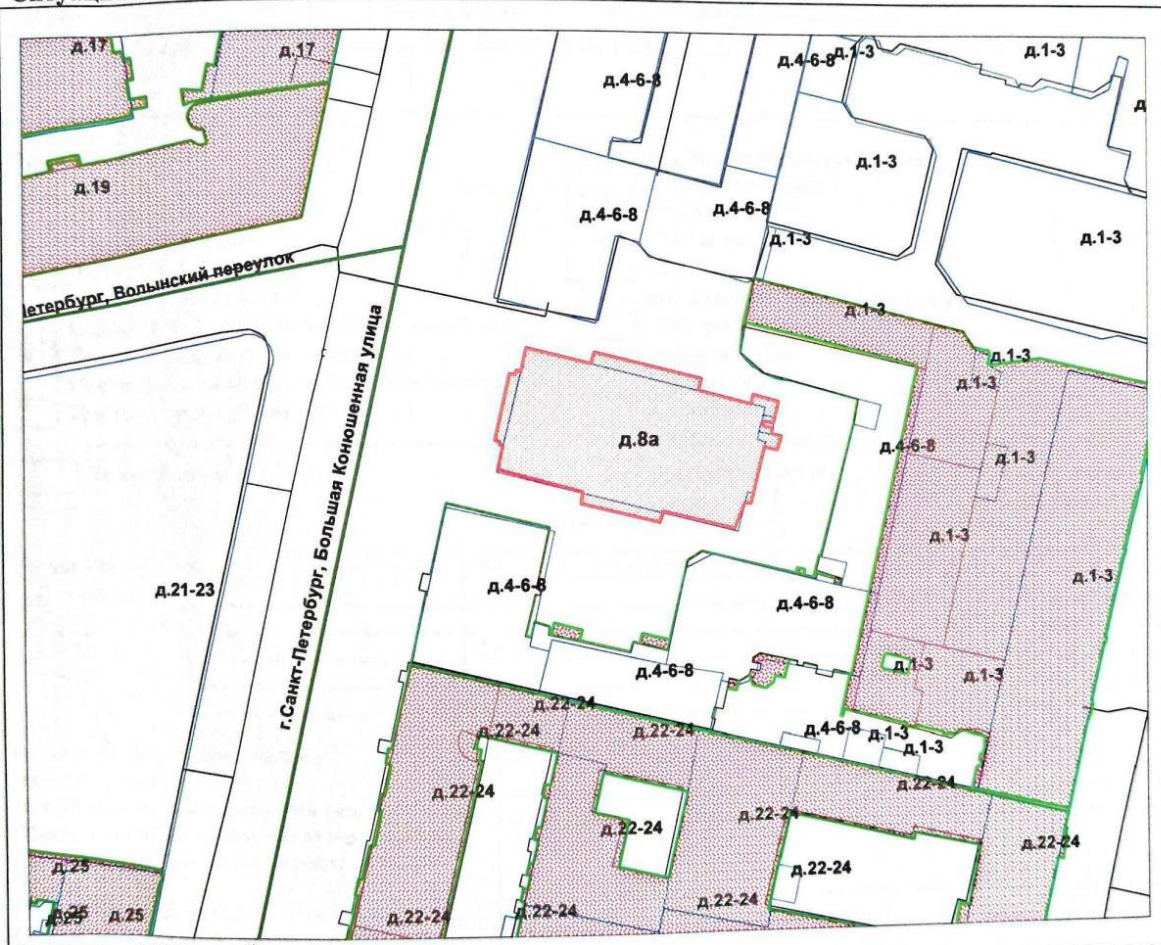 д.17
д.17
д.4-6-8
д.4-6-8
д.1-3
д.1-3
д.19
д.1-3
д.4-6-8
д.4-6-8
д.1-3
д.1-3
Петербург, Волынский переулок
д.1-3
д.1-3
д.1-3
д.8а
д.4-6-8
д.1-3
г.Санкт-Петербург, Большая Конюшенная улица
д.1-3
д.1-3
д.21-23
д.4-6-8
д.4-6-8
д.4-6-8
д.1-3
д.1-3
д.22-24
д.22-24
д.22-24
д.4-6-8
д.1-3
д.1-3
д.22-24
д.22-24
д.22-24
д.22-24
д.22-24
д.22-24
д.25
д.25
д.25
д.22-24
д.22-24
д.22-24